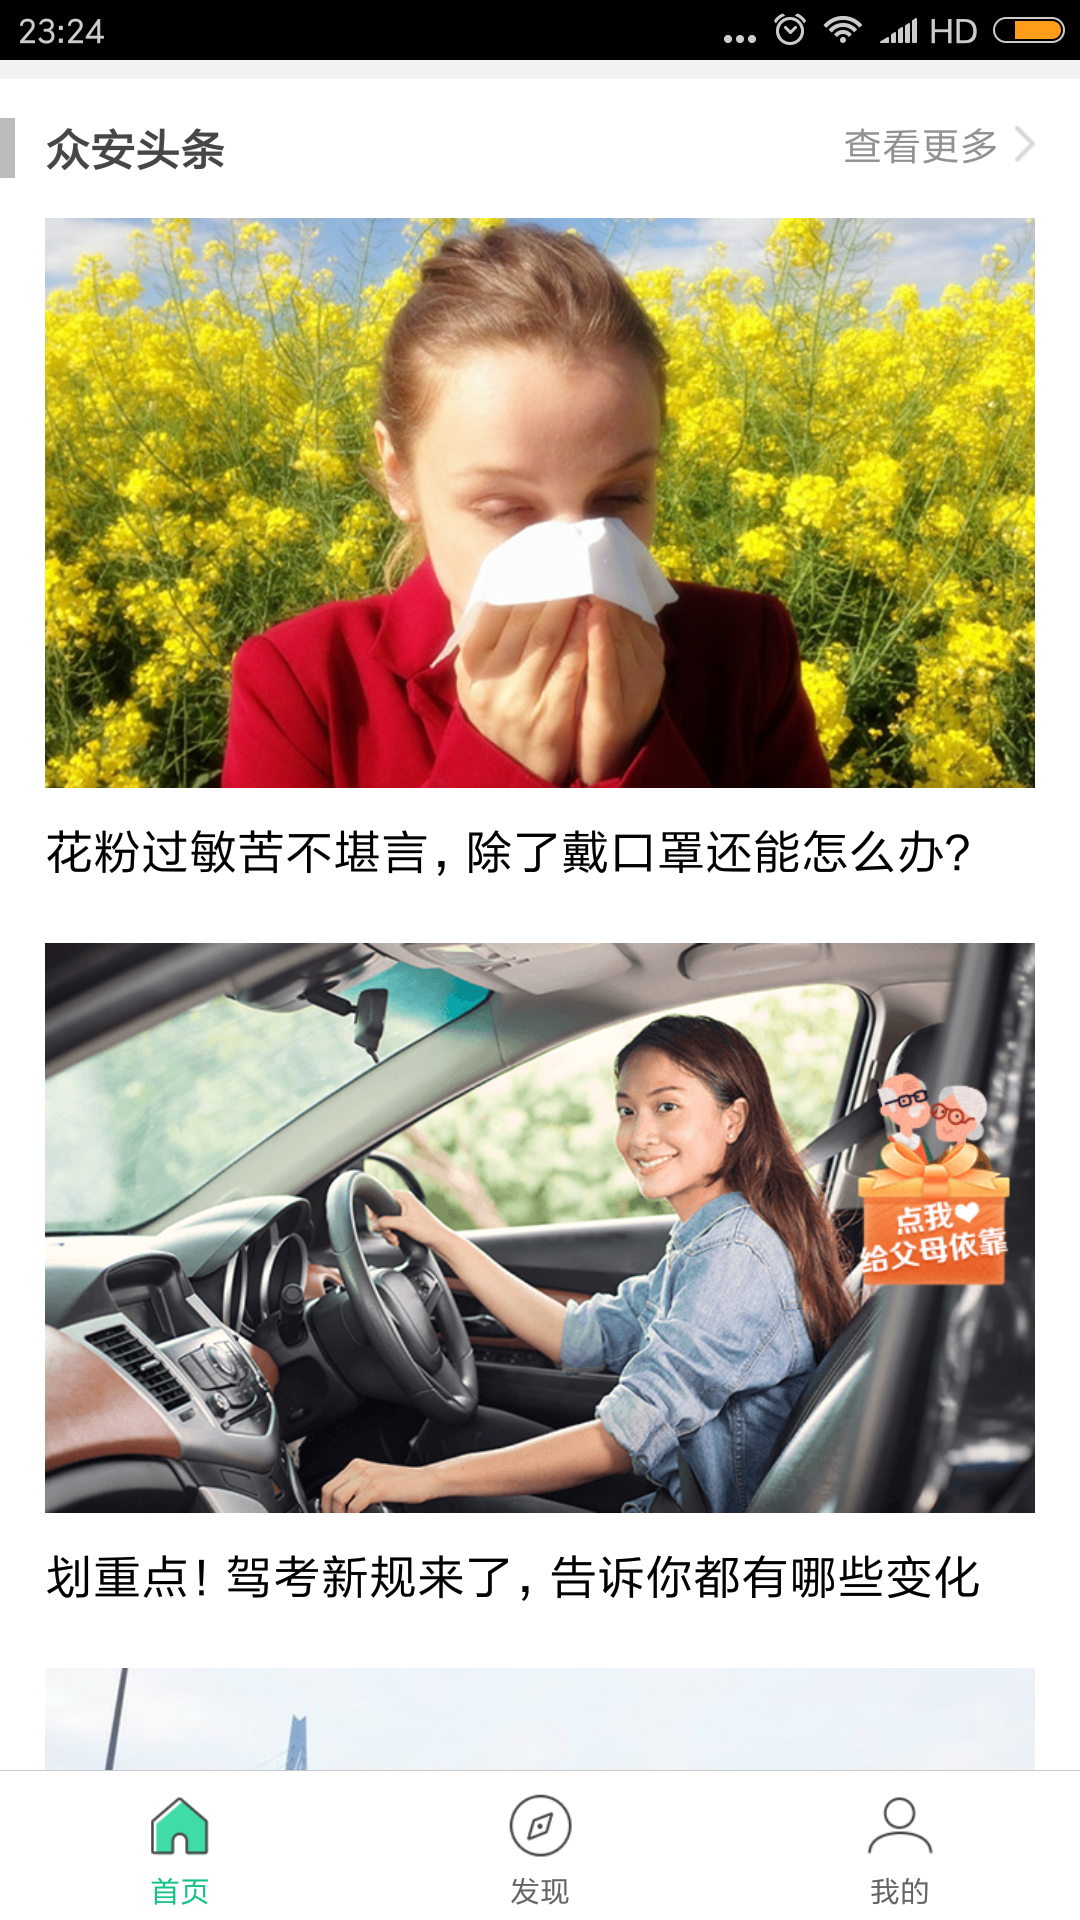 23:24
HD
众安头条
查看更多
花粉过敏苦不堪言，除了戴口罩还能怎么办？
点我❤
给父母依靠
划重点！驾考新规来了，告诉你都有哪些变化
首页
发现
我的